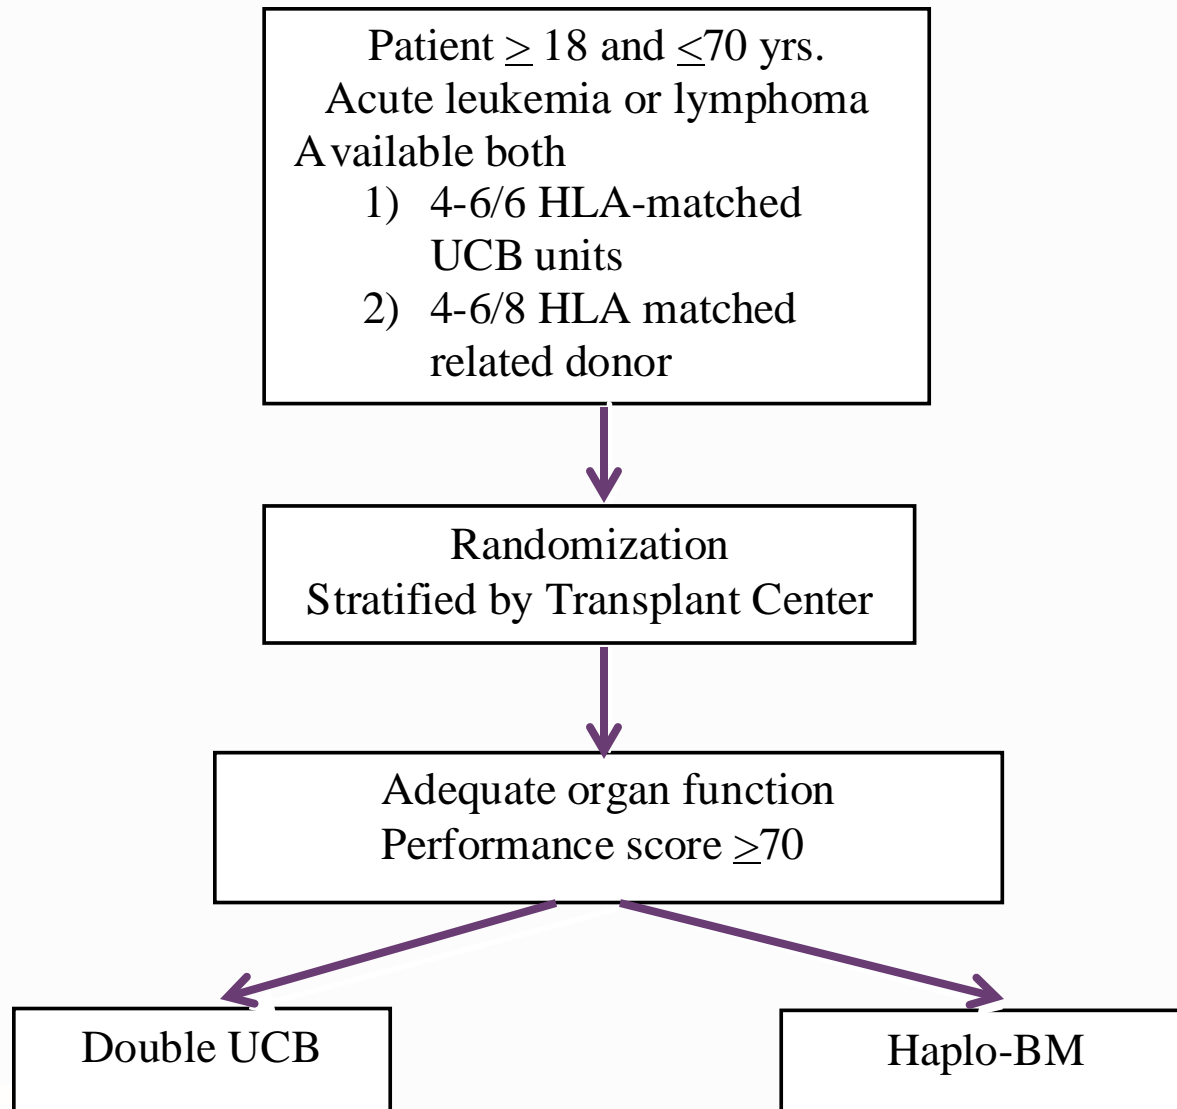 Patient ≥ 18 and ≤70 yrs.
Acute leukemia or lymphoma
Available both
1) 4-6/6 HLA-matched
UCB units
2) 4-6/8 HLA matched
related donor
Randomization
Stratified by Transplant Center
Adequate organ function
Performance score ≥70
Double UCB
Haplo-BM